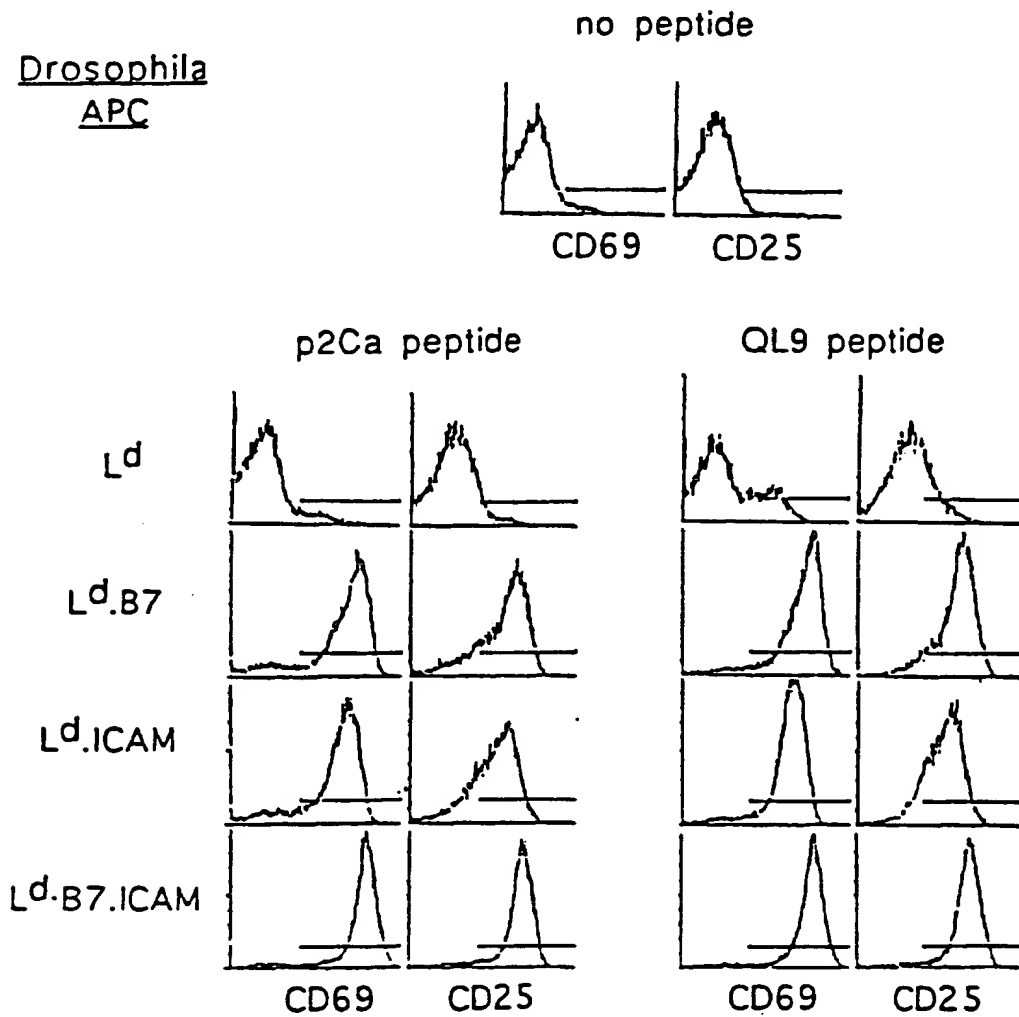 no peptide
Drosophila
APC
CD69 CD25
p2Ca peptide QL9 peptide
Ld
Ld.B7
Ld.ICAM
Ld.B7.ICAM
CD69 CD25 CD69 CD25